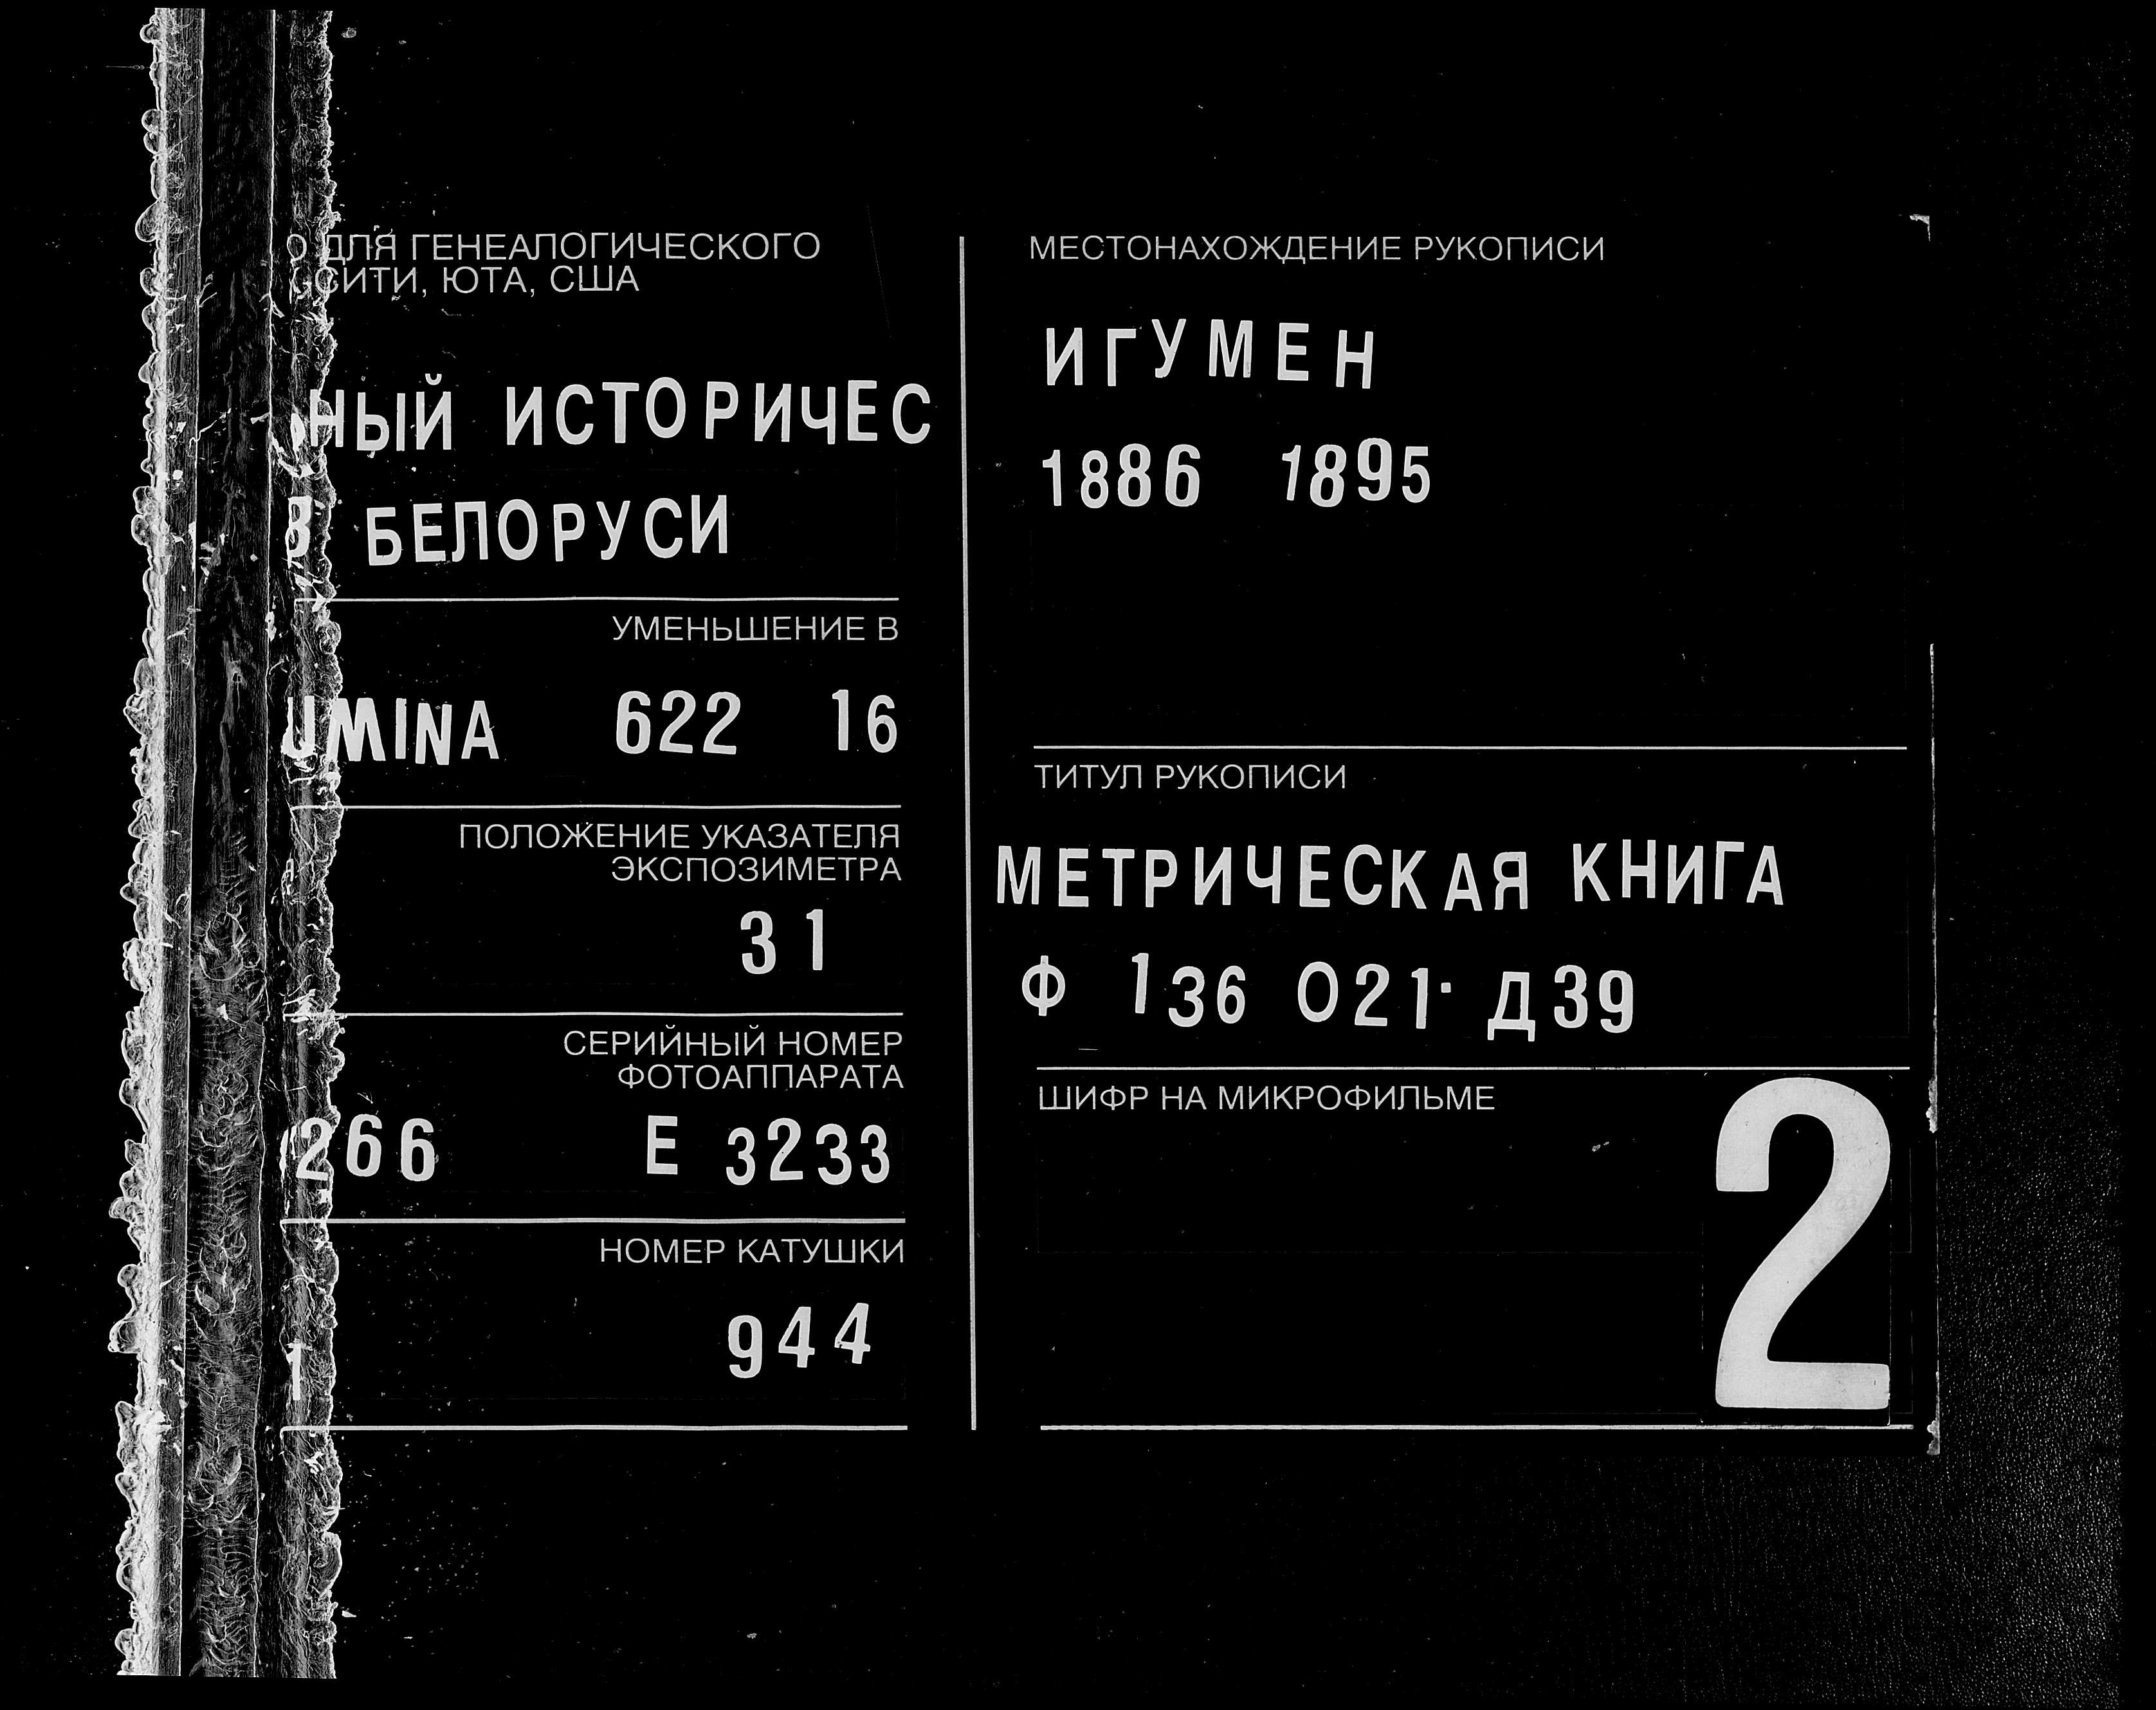 О ДЛЯ ГЕНЕАЛОГИЧЕСКОГО
СИТИ, ЮТА, США
НЫЙ ИСТОРИЧЕС
В БЕЛОРУСИ
УМЕНЬШЕНИЕ В
UMINA 622 16
ПОЛОЖЕНИЕ УКАЗАТЕЛЯ
ЭКСПОЗИМЕТРА
31
СЕРИЙНЫЙ НОМЕР
ФОТОАППАРАТА
266 Е 3233
НОМЕР КАТУШКИ
1 944
МЕСТОНАХОЖДЕНИЕ РУКОПИСИ
ИГУМЕН
1886 1895
ТИТУЛ РУКОПИСИ
МЕТРИЧЕСКАЯ КНИГА
Ф 136 О21· Д39
ШИФР НА МИКРОФИЛЬМЕ
2